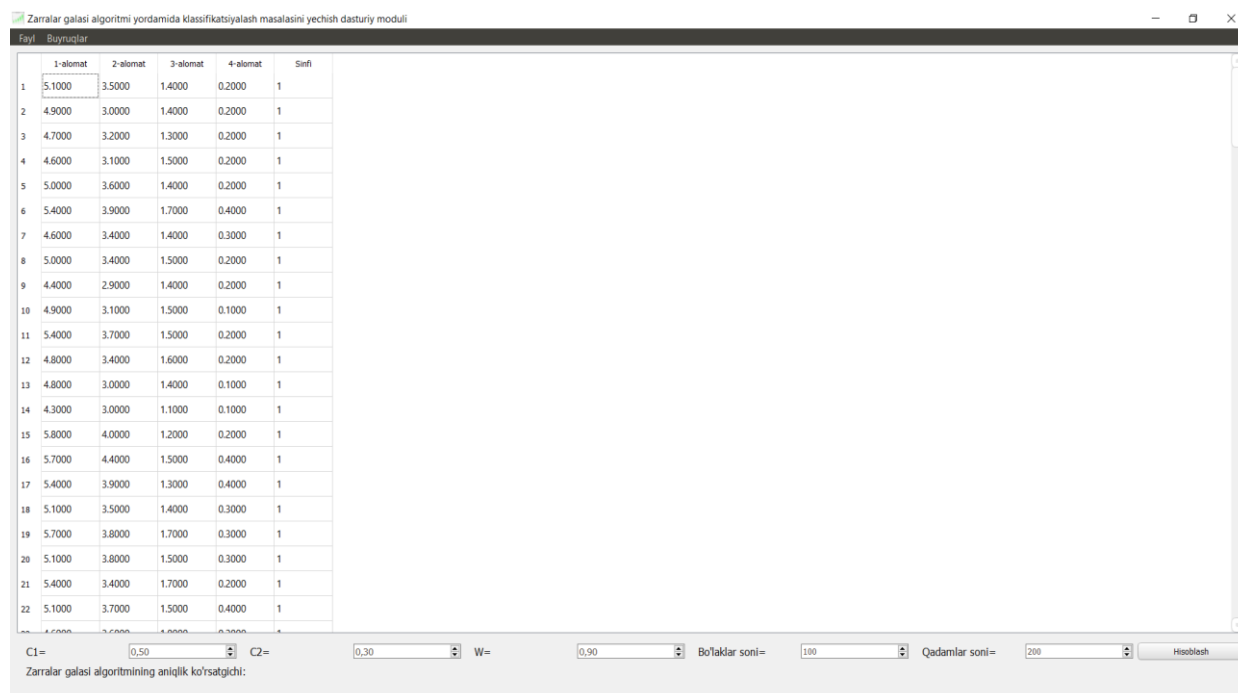 Zarralar galasi algoritmi yordamida klassifikatsiyalash masalasini yechish dasturiy moduli
Fayl Buyruqlar
1-alomat 2-alomat 3-alomat 4-alomat Sinfi
1 5.1000 3.5000 1.4000 0.2000 1
2 4.9000 3.0000 1.4000 0.2000 1
3 4.7000 3.2000 1.3000 0.2000 1
4 4.6000 3.1000 1.5000 0.2000 1
5 5.0000 3.6000 1.4000 0.2000 1
6 5.4000 3.9000 1.7000 0.4000 1
7 4.6000 3.4000 1.4000 0.3000 1
8 5.0000 3.4000 1.5000 0.2000 1
9 4.4000 2.9000 1.4000 0.2000 1
10 4.9000 3.1000 1.5000 0.1000 1
11 5.4000 3.7000 1.5000 0.2000 1
12 4.8000 3.4000 1.6000 0.2000 1
13 4.8000 3.0000 1.4000 0.1000 1
14 4.3000 3.0000 1.1000 0.1000 1
15 5.8000 4.0000 1.2000 0.2000 1
16 5.7000 4.4000 1.5000 0.4000 1
17 5.4000 3.9000 1.3000 0.4000 1
18 5.1000 3.5000 1.4000 0.3000 1
19 5.7000 3.8000 1.7000 0.3000 1
20 5.1000 3.8000 1.5000 0.3000 1
21 5.4000 3.4000 1.7000 0.2000 1
22 5.1000 3.7000 1.5000 0.4000 1
C1= 0,50 C2= 0,30 W= 0,90 Bo'laklar soni= 100 Qadamlar soni= 200 Hisoblash
Zarralar galasi algoritmining aniqlik ko'rsatgichi: